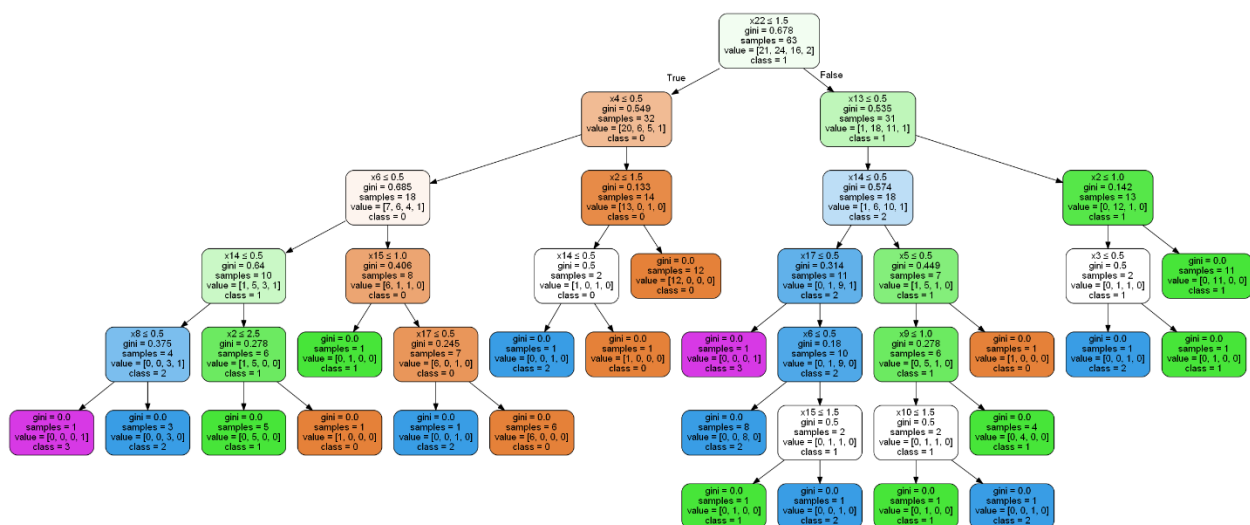 x22 ≤ 1.5
gini = 0.678
samples = 63
value = [21, 24, 16, 2]
class = 1
True
False
x4 ≤ 0.5
gini = 0.549
samples = 32
value = [20, 6, 5, 1]
class = 0
x13 ≤ 0.5
gini = 0.535
samples = 31
value = [1, 18, 11, 1]
class = 1
x6 ≤ 0.5
gini = 0.685
samples = 18
value = [7, 6, 4, 1]
class = 0
x2 ≤ 1.5
gini = 0.133
samples = 14
value = [13, 0, 1, 0]
class = 0
x14 ≤ 0.5
gini = 0.574
samples = 18
value = [1, 6, 10, 1]
class = 2
x2 ≤ 1.0
gini = 0.142
samples = 13
value = [0, 12, 1, 0]
class = 1
x14 ≤ 0.5
gini = 0.64
samples = 10
value = [1, 5, 3, 1]
class = 1
x15 ≤ 1.0
gini = 0.406
samples = 8
value = [6, 1, 1, 0]
class = 0
x14 ≤ 0.5
gini = 0.5
samples = 2
value = [1, 0, 1, 0]
class = 0
gini = 0.0
samples = 12
value = [12, 0, 0, 0]
class = 0
x17 ≤ 0.5
gini = 0.314
samples = 11
value = [0, 1, 9, 1]
class = 2
x5 ≤ 0.5
gini = 0.449
samples = 7
value = [1, 5, 1, 0]
class = 1
x3 ≤ 0.5
gini = 0.5
samples = 2
value = [0, 1, 1, 0]
class = 1
gini = 0.0
samples = 11
value = [0, 11, 0, 0]
class = 1
x8 ≤ 0.5
gini = 0.375
samples = 4
value = [0, 0, 3, 1]
class = 2
x2 ≤ 2.5
gini = 0.278
samples = 6
value = [1, 5, 0, 0]
class = 1
gini = 0.0
samples = 1
value = [0, 1, 0, 0]
class = 1
x17 ≤ 0.5
gini = 0.245
samples = 7
value = [6, 0, 1, 0]
class = 0
gini = 0.0
samples = 1
value = [0, 0, 1, 0]
class = 2
gini = 0.0
samples = 1
value = [1, 0, 0, 0]
class = 0
gini = 0.0
samples = 1
value = [0, 0, 0, 1]
class = 3
x6 ≤ 0.5
gini = 0.18
samples = 10
value = [0, 1, 9, 0]
class = 2
x9 ≤ 1.0
gini = 0.278
samples = 6
value = [0, 5, 1, 0]
class = 1
gini = 0.0
samples = 1
value = [1, 0, 0, 0]
class = 0
gini = 0.0
samples = 1
value = [0, 0, 1, 0]
class = 2
gini = 0.0
samples = 1
value = [0, 1, 0, 0]
class = 1
gini = 0.0
samples = 1
value = [0, 0, 0, 1]
class = 3
gini = 0.0
samples = 3
value = [0, 0, 3, 0]
class = 2
gini = 0.0
samples = 5
value = [0, 5, 0, 0]
class = 1
gini = 0.0
samples = 1
value = [1, 0, 0, 0]
class = 0
gini = 0.0
samples = 1
value = [0, 0, 1, 0]
class = 2
gini = 0.0
samples = 6
value = [6, 0, 0, 0]
class = 0
gini = 0.0
samples = 8
value = [0, 0, 8, 0]
class = 2
x15 ≤ 1.5
gini = 0.5
samples = 2
value = [0, 1, 1, 0]
class = 1
x10 ≤ 1.5
gini = 0.5
samples = 2
value = [0, 1, 1, 0]
class = 1
gini = 0.0
samples = 4
value = [0, 4, 0, 0]
class = 1
gini = 0.0
samples = 1
value = [0, 1, 0, 0]
class = 1
gini = 0.0
samples = 1
value = [0, 0, 1, 0]
class = 2
gini = 0.0
samples = 1
value = [0, 1, 0, 0]
class = 1
gini = 0.0
samples = 1
value = [0, 0, 1, 0]
class = 2